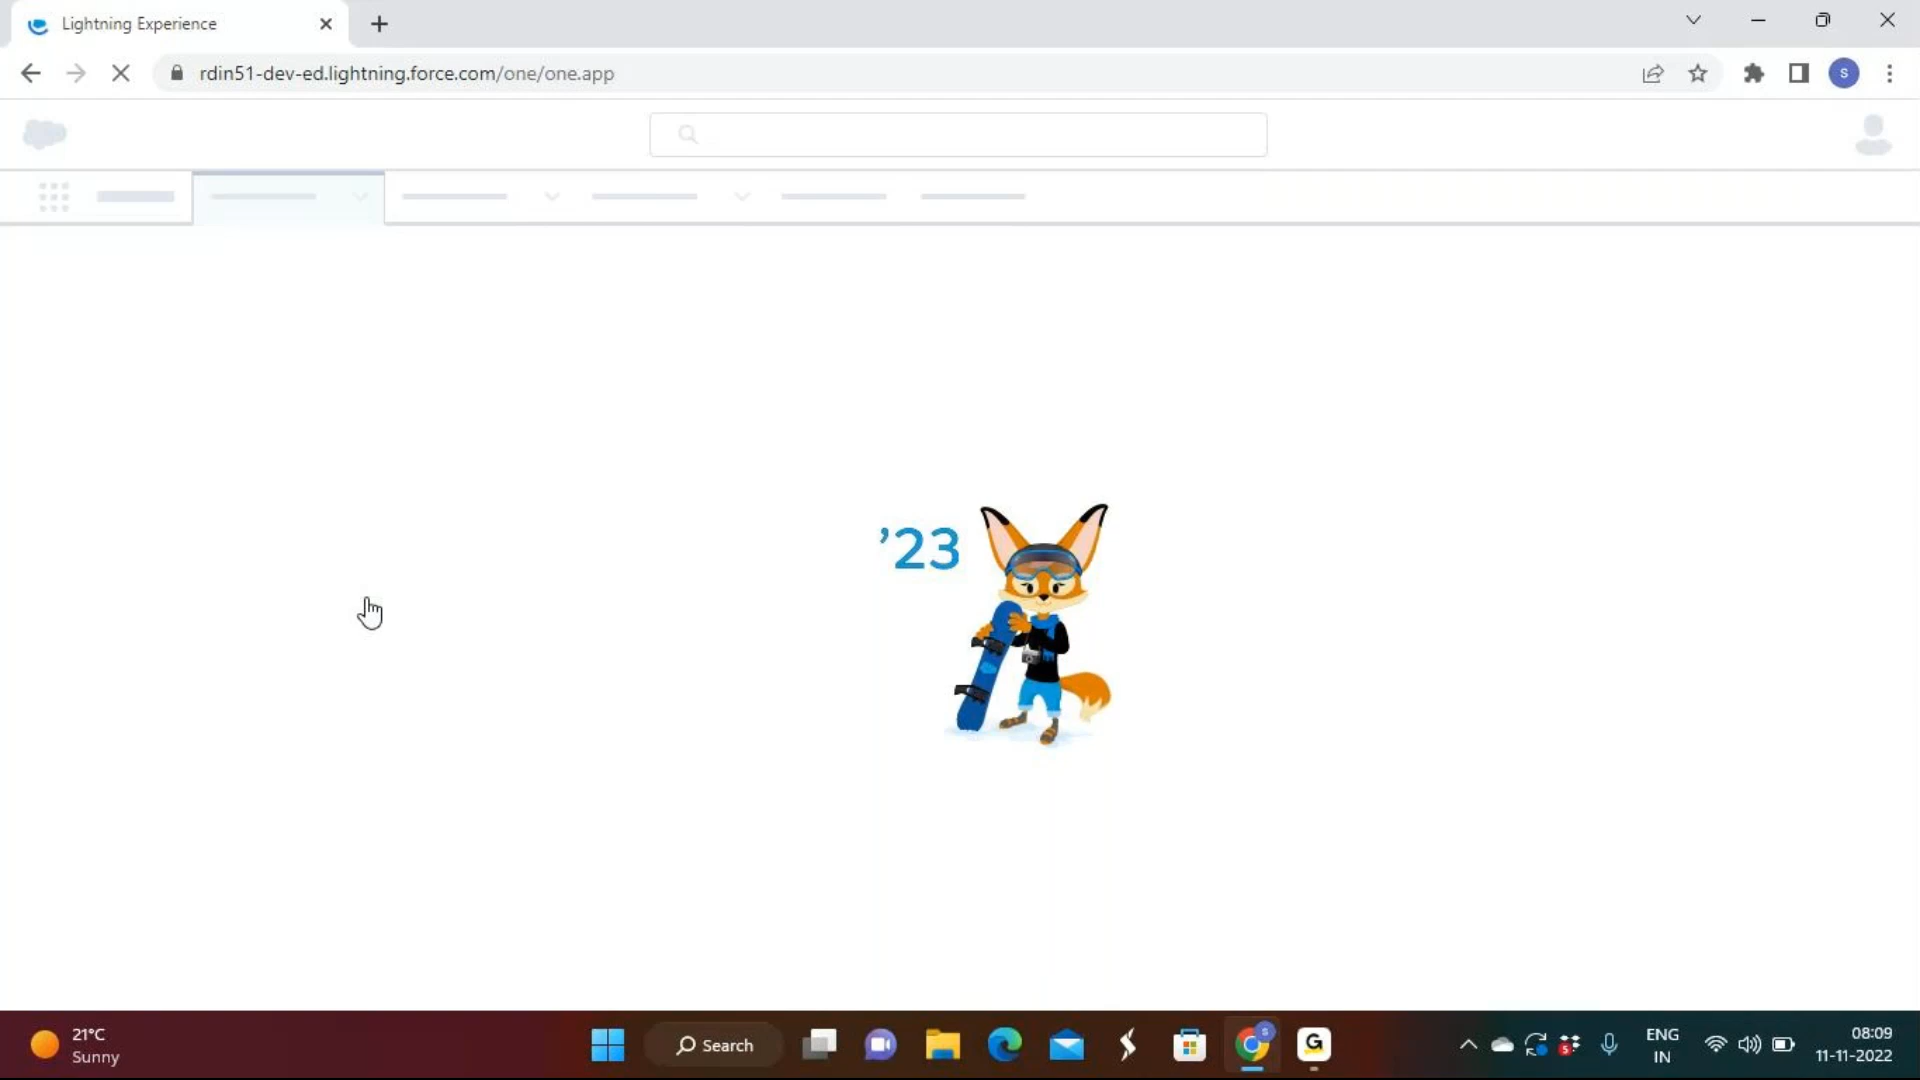 Lightning Experience
rdin51-dev-ed.lightning.force.com/one/one.app
S
'23
21°C
Sunny
Search
S
G
5
ENG
IN
08:09
11-11-2022